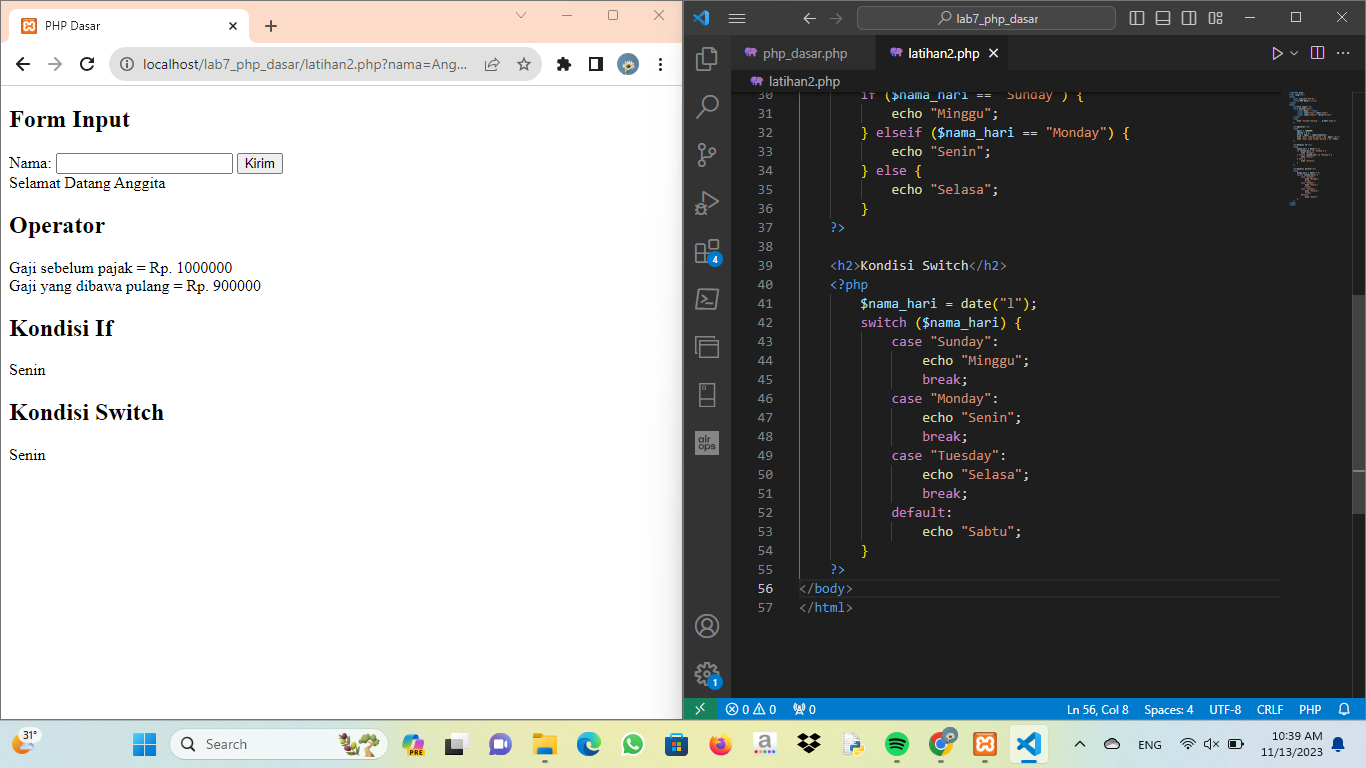 PHP Dasar
localhost/lab7_php_dasar/latihan2.php?nama=Ang...
Form Input
Nama: Kirim
Selamat Datang Anggita
Operator
Gaji sebelum pajak = Rp. 1000000
Gaji yang dibawa pulang = Rp. 900000
Kondisi If
Senin
Kondisi Switch
Senin
lab7_php_dasar
php_dasar.php latihan2.php
latihan2.php
30 if ($nama_hari == "Sunday") {
31 echo "Minggu";
32 } elseif ($nama_hari == "Monday") {
33 echo "Senin";
34 } else {
35 echo "Selasa";
36 }
37 ?>
38
39 <h2>Kondisi Switch</h2>
40 <?php
41 $nama_hari = date("l");
42 switch ($nama_hari) {
43 case "Sunday":
44 echo "Minggu";
45 break;
46 case "Monday":
47 echo "Senin";
48 break;
49 case "Tuesday":
50 echo "Selasa";
51 break;
52 default:
53 echo "Sabtu";
54 }
55 ?>
56 </body>
57 </html>
4
air
ops
1
0 0 0 Ln 56, Col 8 Spaces: 4 UTF-8 CRLF PHP
31° Search PRE ENG 10:39 AM
11/13/2023